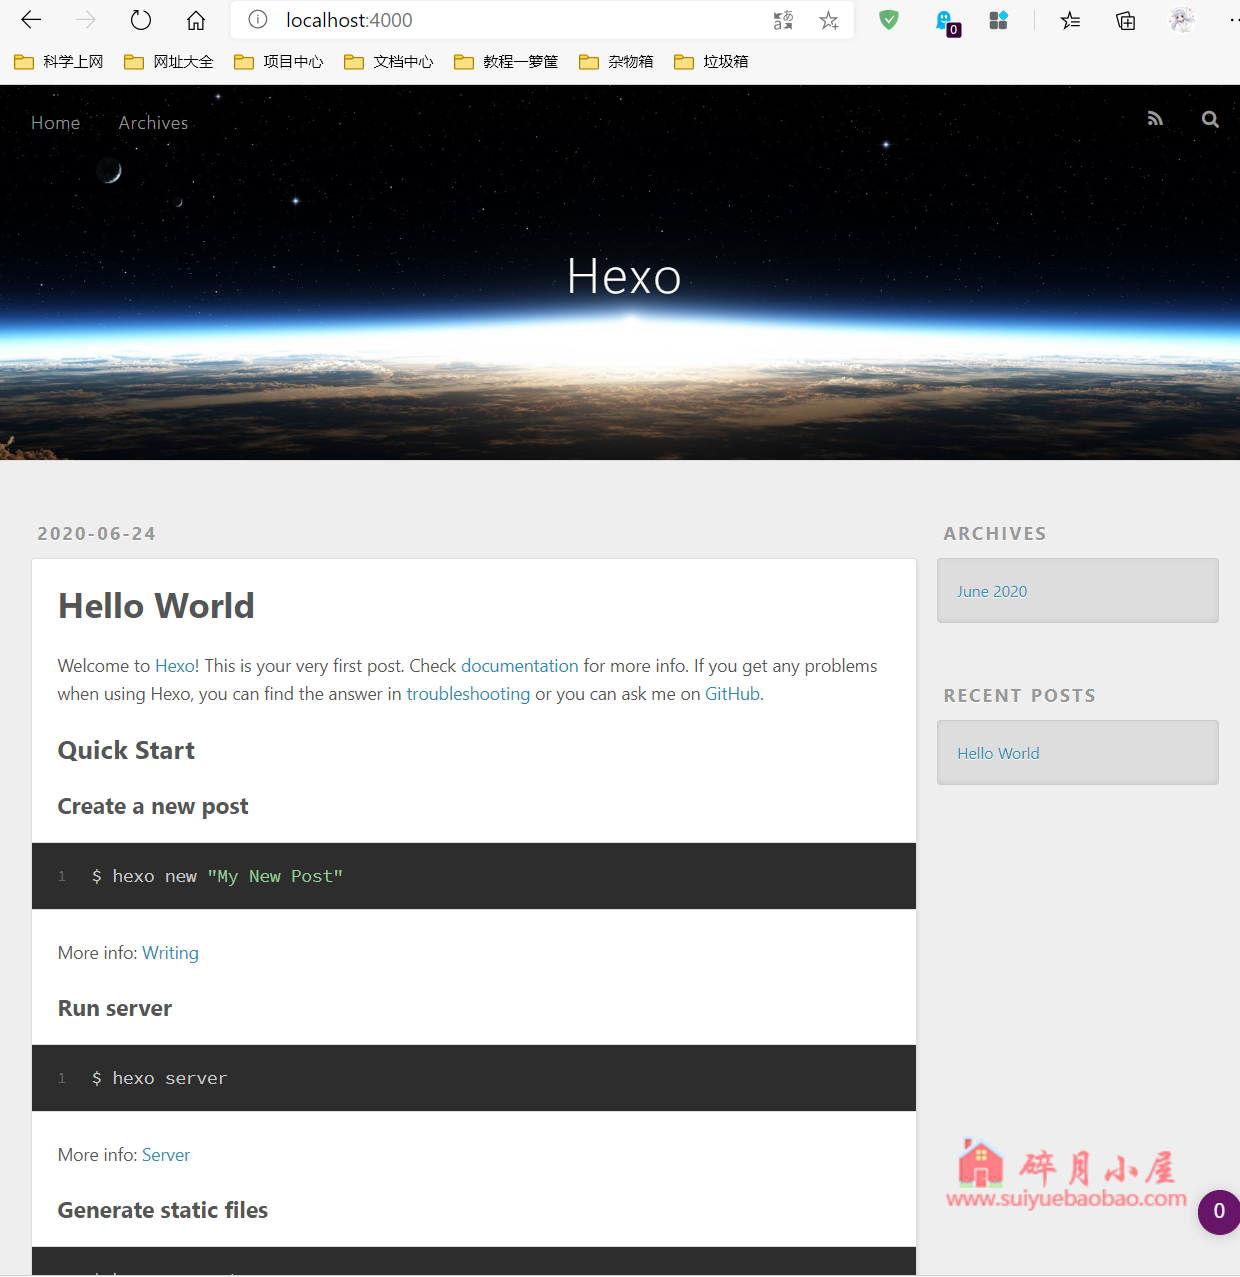 localhost:4000
0
科学上网 网址大全 项目中心 文档中心 教程一箩筐 杂物箱 垃圾箱
Home Archives
Hexo
2020-06-24
Hello World
Welcome to Hexo! This is your very first post. Check documentation for more info. If you get any problems
when using Hexo, you can find the answer in troubleshooting or you can ask me on GitHub.
Quick Start
Create a new post
1 $ hexo new "My New Post"
More info: Writing
Run server
1 $ hexo server
More info: Server
Generate static files
ARCHIVES
June 2020
RECENT POSTS
Hello World
碎月小屋
www.suiyuebaobao.com
0